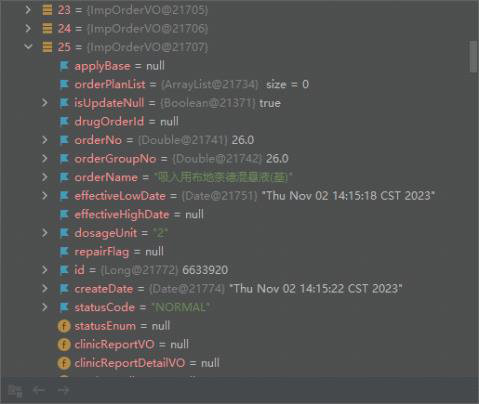 23 = {ImpOrderVO@21705}
24 = {ImpOrderVO@21706}
25 = {ImpOrderVO@21707}
applyBase = null
orderPlanList = {ArrayList@21734} size = 0
isUpdateNull = {Boolean@21371} true
drugOrderId = null
orderNo = {Double@21741} 26.0
orderGroupNo = {Double@21742} 26.0
orderName = "吸入用布地奈德混悬液(基)"
effectiveLowDate = {Date@21751} "Thu Nov 02 14:15:18 CST 2023"
effectiveHighDate = null
dosageUnit = "2"
repairFlag = null
id = {Long@21772} 6633920
createDate = {Date@21774} "Thu Nov 02 14:15:22 CST 2023"
statusCode = "NORMAL"
statusEnum = null
clinicReportVO = null
clinicReportDetailVO = null